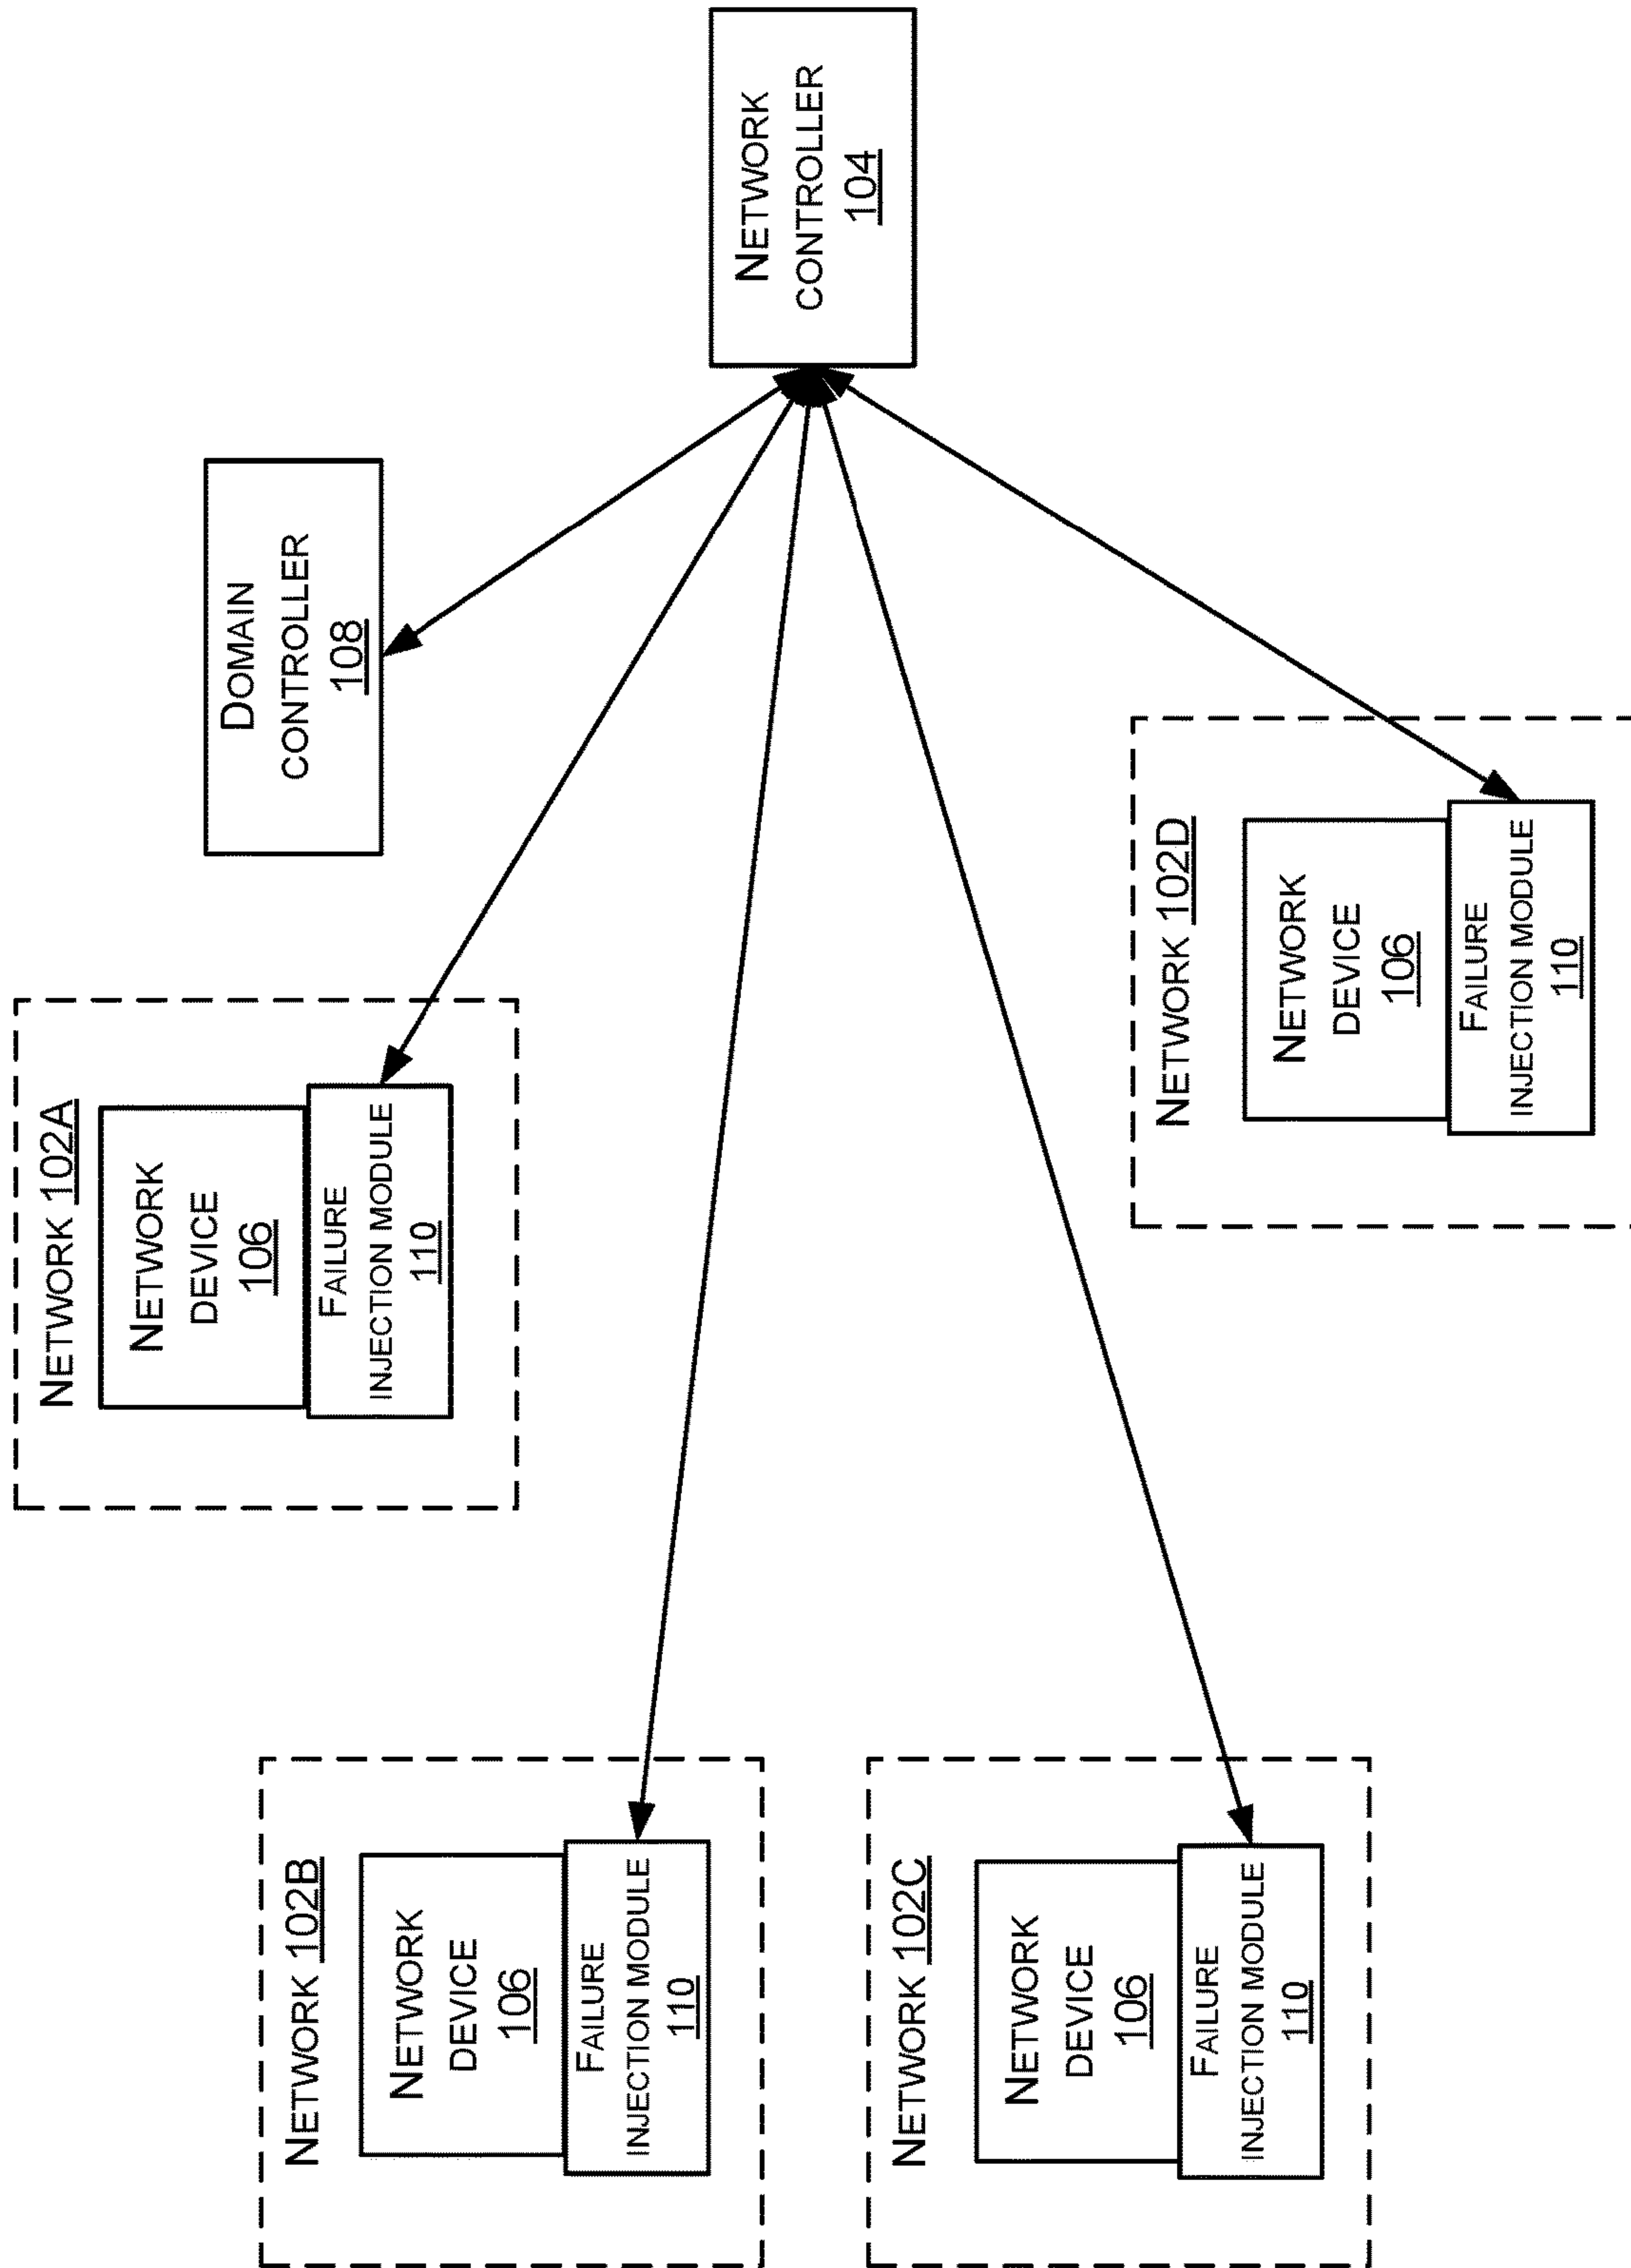 NETWORK 102A
NETWORK
DEVICE
106
FAILURE
INJECTION MODULE
110
DOMAIN
CONTROLLER
108
NETWORK 102B
NETWORK
DEVICE
106
FAILURE
INJECTION MODULE
110
NETWORK
CONTROLLER
104
NETWORK 102C
NETWORK
DEVICE
106
FAILURE
INJECTION MODULE
110
NETWORK 102D
NETWORK
DEVICE
106
FAILURE
INJECTION MODULE
110